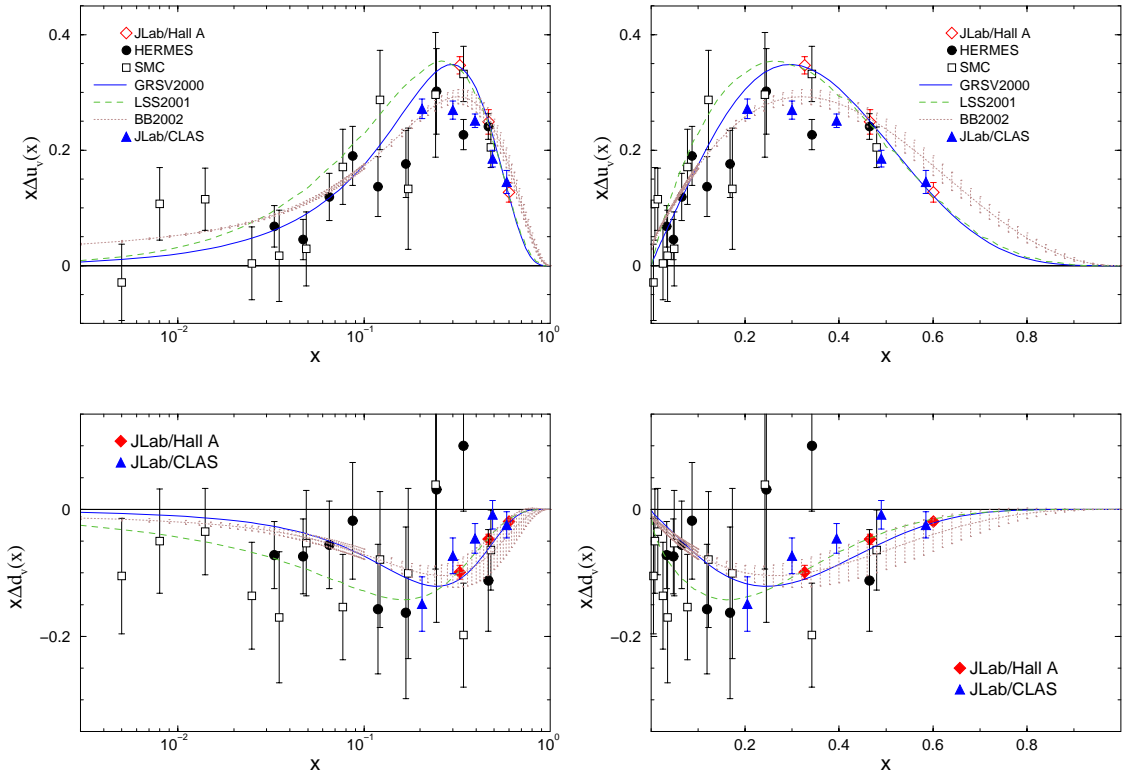 0.4
0.2
0
xΔu_v(x)
JLab/Hall A
HERMES
SMC
GRSV2000
LSS2001
BB2002
JLab/CLAS
10^−2
10^−1
10^0
x
0.4
0.2
0
xΔu_v(x)
JLab/Hall A
HERMES
SMC
GRSV2000
LSS2001
BB2002
JLab/CLAS
0.2
0.4
0.6
0.8
x
0
−0.2
xΔd_v(x)
JLab/Hall A
JLab/CLAS
10^−2
10^−1
10^0
x
0
−0.2
xΔd_v(x)
JLab/Hall A
JLab/CLAS
0.2
0.4
0.6
0.8
x